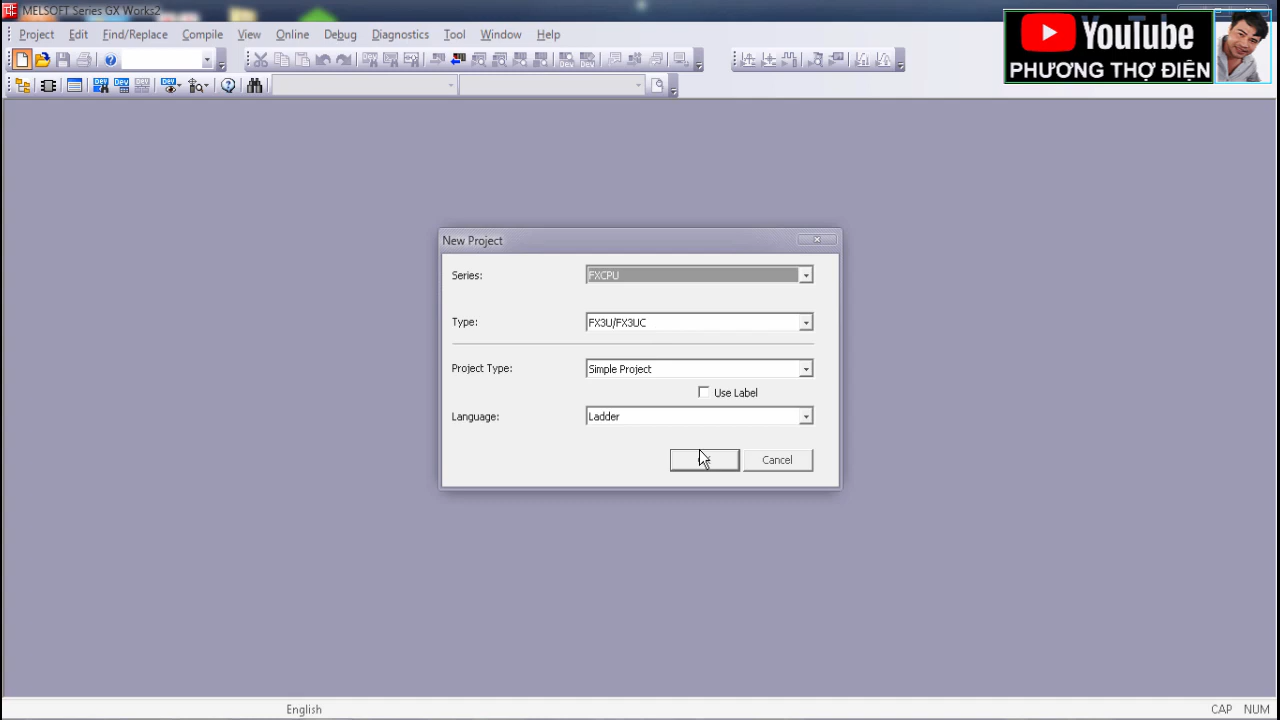 MELSOFT Series GX Works2
Project Edit Find/Replace Compile View Online Debug Diagnostics Tool Window Help
YouTube
PHƯƠNG THỢ ĐIỆN
New Project
Series: FXCPU
Type: FX3U/FX3UC
Project Type: Simple Project
Use Label
Language: Ladder
Cancel
English CAP NUM